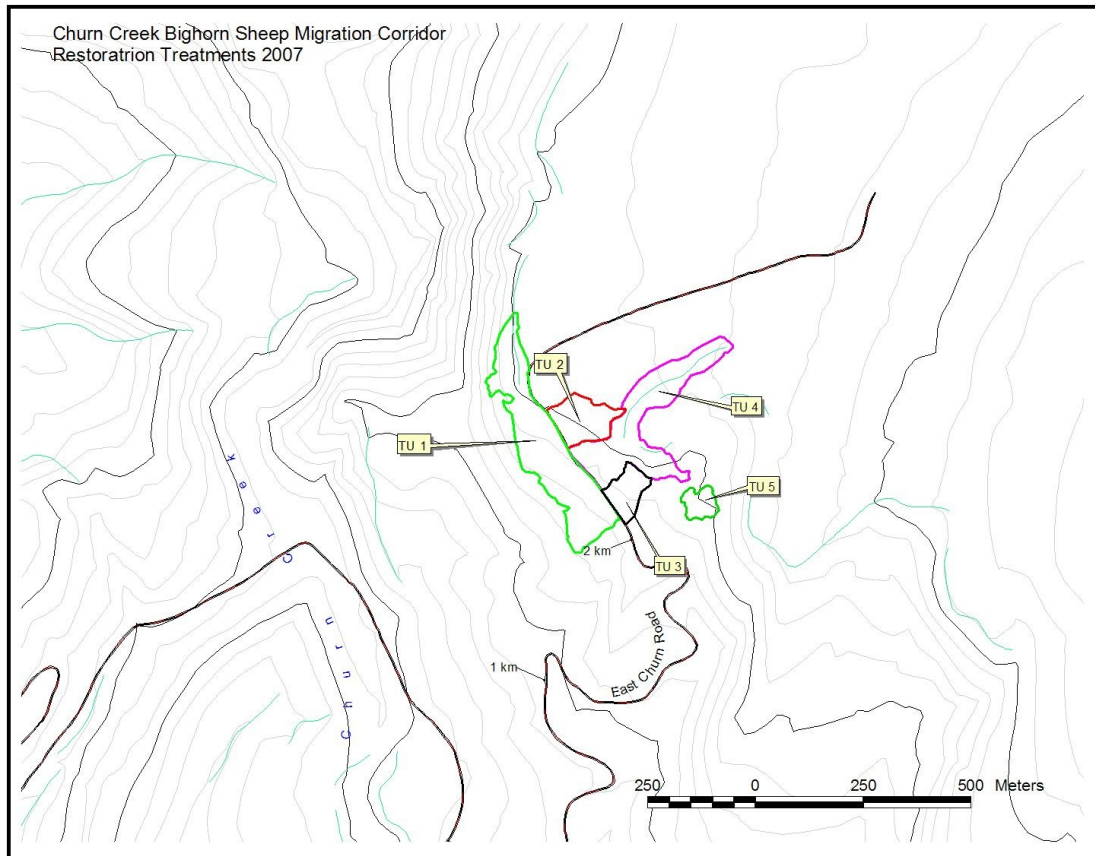 Churn Creek Bighorn Sheep Migration Corridor
Restoratrion Treatments 2007
TU 2
TU 4
TU 1
TU 5
2 km
TU 3
Churn Creek
East Churn Road
1 km
250 0 250 500 Meters